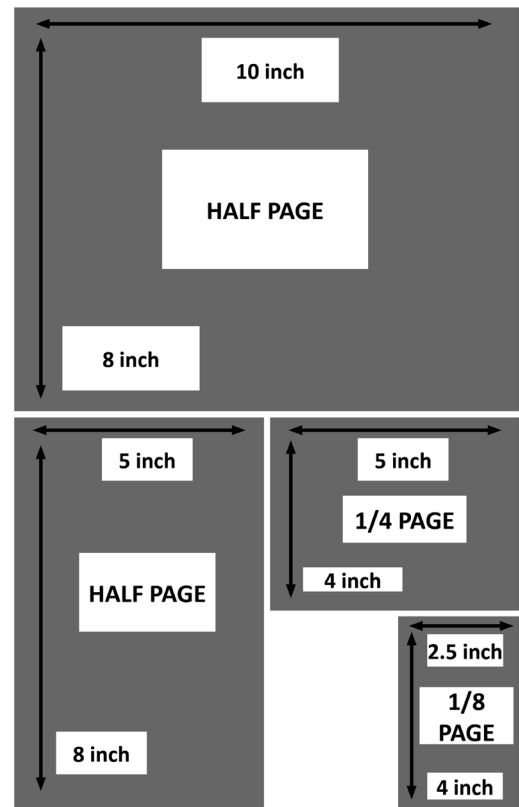 10 inch
HALF PAGE
8 inch
5 inch
HALF PAGE
8 inch
5 inch
1/4 PAGE
4 inch
2.5 inch
1/8
PAGE
4 inch